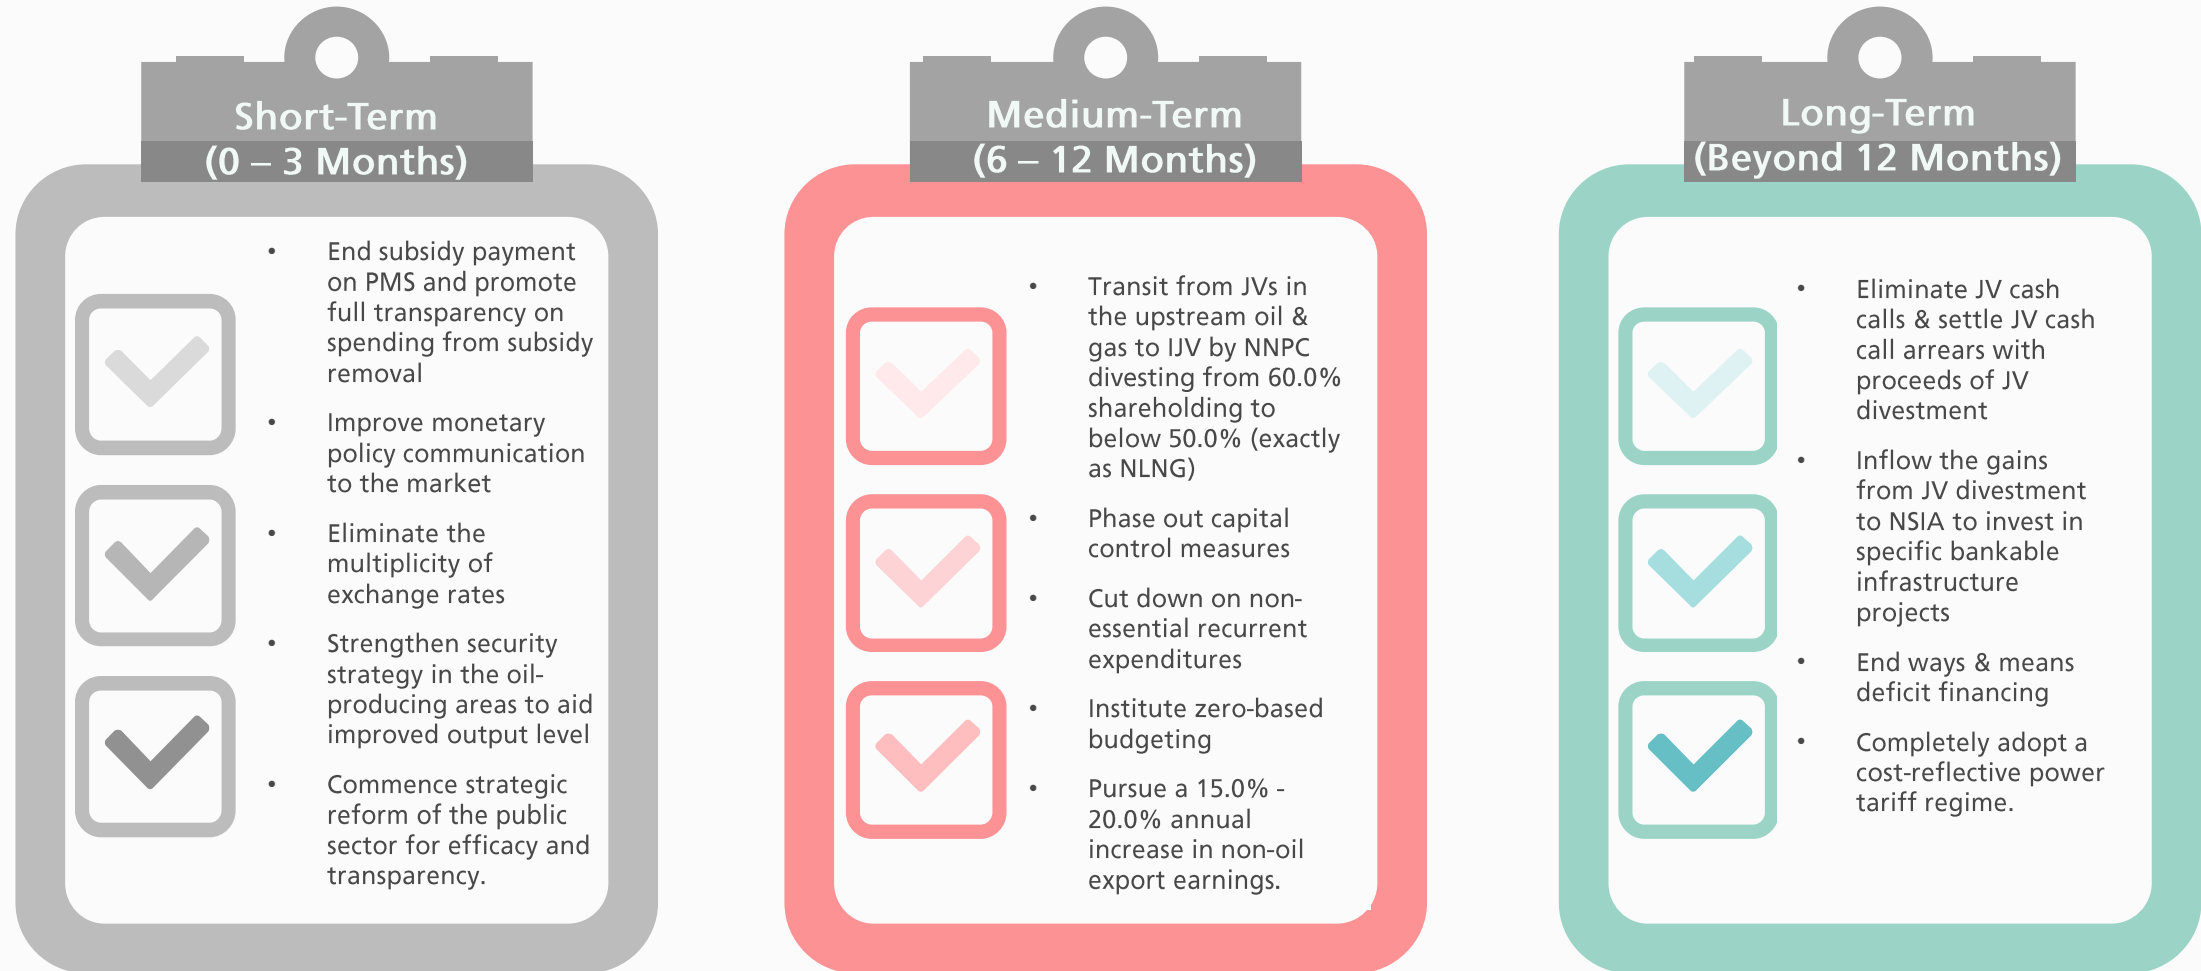 Short-Term
(0 – 3 Months)
• End subsidy payment
on PMS and promote
full transparency on
spending from subsidy
removal
• Improve monetary
policy communication
to the market
• Eliminate the
multiplicity of
exchange rates
• Strengthen security
strategy in the oil-
producing areas to aid
improved output level
• Commence strategic
reform of the public
sector for efficacy and
transparency.
Medium-Term
(6 – 12 Months)
• Transit from JVs in
the upstream oil &
gas to IJV by NNPC
divesting from 60.0%
shareholding to
below 50.0% (exactly
as NLNG)
• Phase out capital
control measures
• Cut down on non-
essential recurrent
expenditures
• Institute zero-based
budgeting
• Pursue a 15.0% -
20.0% annual
increase in non-oil
export earnings.
Long-Term
(Beyond 12 Months)
• Eliminate JV cash
calls & settle JV cash
call arrears with
proceeds of JV
divestment
• Inflow the gains
from JV divestment
to NSIA to invest in
specific bankable
infrastructure
projects
• End ways & means
deficit financing
• Completely adopt a
cost-reflective power
tariff regime.